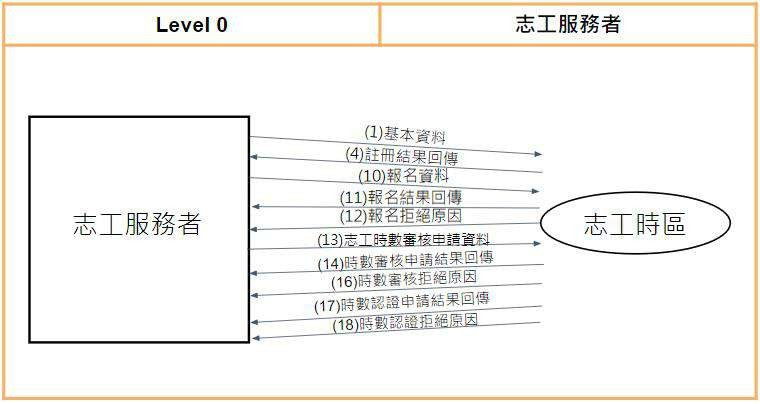 Level 0
志工服務者
(1)基本資料
(4)註冊結果回傳
(10)報名資料
(11)報名結果回傳
(12)報名拒絕原因
志工服務者
志工時區
(13)志工時數審核申請資料
(14)時數審核申請結果回傳
(16)時數審核拒絕原因
(17)時數認證申請結果回傳
(18)時數認證拒絕原因